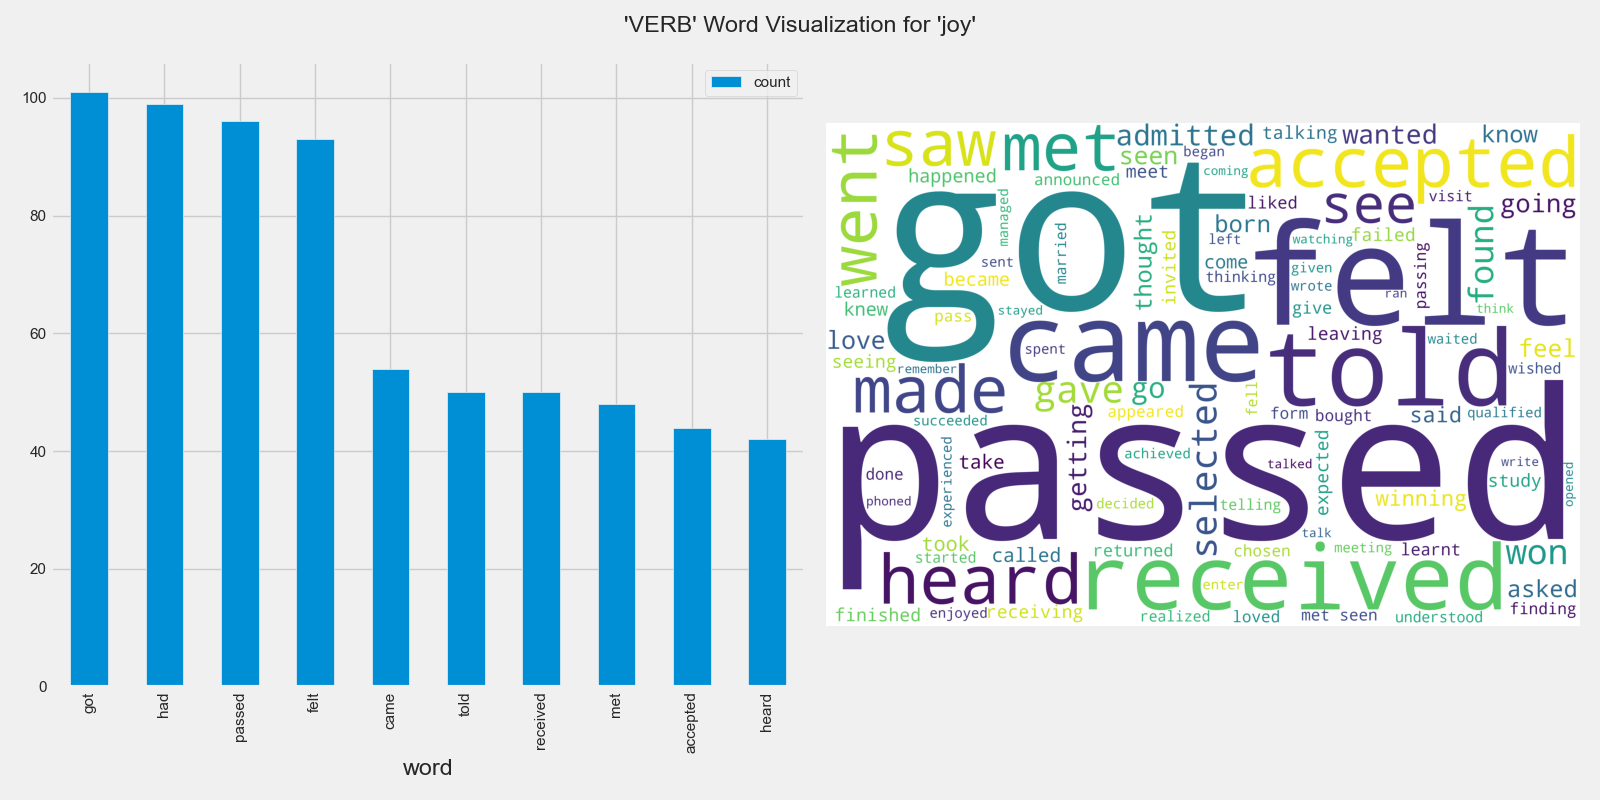 'VERB' Word Visualization for 'joy'
count
100
80
60
40
20
0
got
had
passed
felt
came
told
received
met
accepted
heard
word
went
saw
met
admitted
talking
wanted
know
seen
began
happened
announced
meet
coming
accepted
got
managed
married
liked
see
visit
going
born
thought
invited
left
watching
failed
felt
found
passing
sent
became
come
thinking
given
wrote
ran
give
think
learned
knew
pass
stayed
love
seeing
remember
came
spent
told
leaving
waited
feel
wished
made
gave
go
fell
selected
appeared
succeeded
getting
form
bought
said
qualified
passed
done
phoned
experienced
take
achieved
decided
talked
telling
expected
winning
write
study
opened
took
started
called
returned
chosen
talk
meeting
learnt
won
heard
received
enter
asked
finding
finished
enjoyed
receiving
realized
loved
met seen
understood